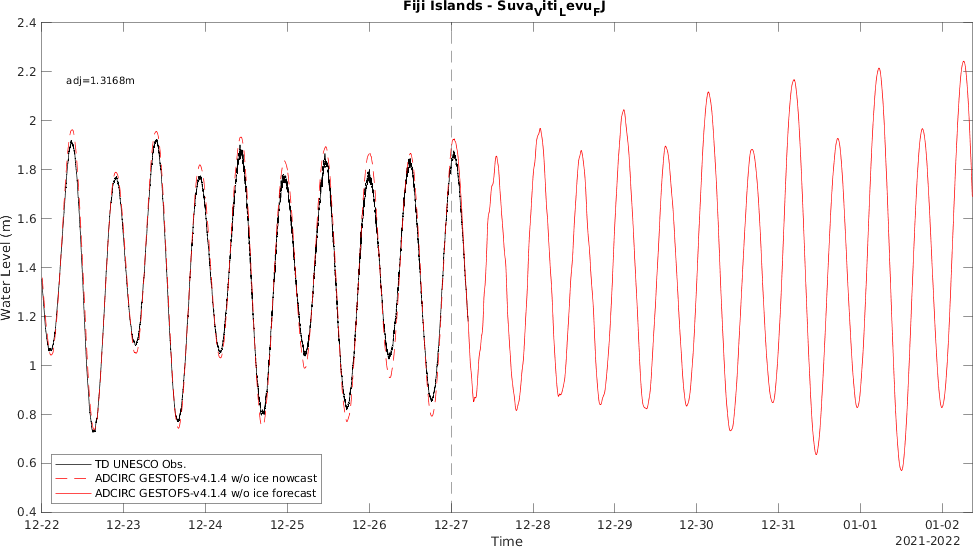 Fiji Islands - Suva_Viti_Levu_FJ
2.4
2.2
adj=1.3168m
2
1.8
1.6
1.4
1.2
1
0.8
0.6
0.4
Water Level (m)
TD UNESCO Obs.
ADCIRC GESTOFS-v4.1.4 w/o ice nowcast
ADCIRC GESTOFS-v4.1.4 w/o ice forecast
12-22 12-23 12-24 12-25 12-26 12-27 12-28 12-29 12-30 12-31 01-01 01-02
Time
2021-2022